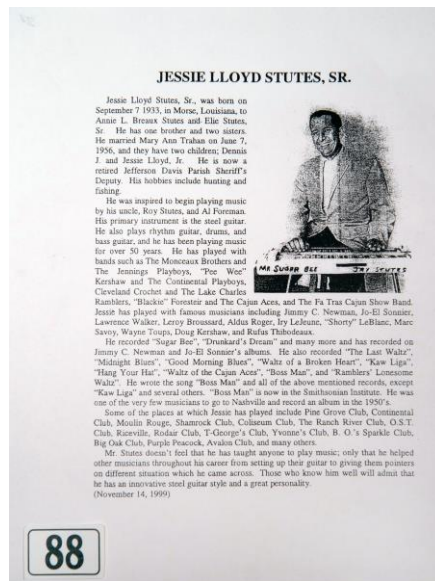 JESSIE LLOYD STUTES, SR.
Jessie Lloyd Stutes, Sr., was born on
September 7 1933, in Morse, Louisiana, to
Annie L. Breaux Stutes and Elie Stutes,
Sr. He has one brother and two sisters.
He married Mary Ann Trahan on June 7,
1956, and they have two children; Dennis
J. and Jessie Lloyd, Jr. He is now a
retired Jefferson Davis Parish Sheriff's
Deputy. His hobbies include hunting and
fishing.
He was inspired to begin playing music
by his uncle, Roy Stutes, and Al Foreman.
His primary instrument is the steel guitar.
He also plays rhythm guitar, drums, and
bass guitar, and he has been playing music
for over 50 years. He has played with
bands such as The Monceaux Brothers and
The Jennings Playboys, "Pee Wee"
Kershaw and The Continental Playboys,
Cleveland Crochet and The Lake Charles
MR SUGAR BEE JAY STUTES
Ramblers, "Blackie" Forestier and The Cajun Aces, and The Fa Tras Cajun Show Band.
Jessie has played with famous musicians including Jimmy C. Newman, Jo-El Sonnier,
Lawrence Walker, Leroy Broussard, Aldus Roger, Iry LeJeune, "Shorty" LeBlanc, Marc
Savoy, Wayne Toups, Doug Kershaw, and Rufus Thibodeaux.
He recorded "Sugar Bee", "Drunkard's Dream" and many more and has recorded on
Jimmy C. Newman and Jo-El Sonnier's albums. He also recorded "The Last Waltz",
"Midnight Blues", "Good Morning Blues", "Waltz of a Broken Heart", "Kaw Liga",
"Hang Your Hat", "Waltz of the Cajun Aces", "Boss Man", and "Ramblers' Lonesome
Waltz". He wrote the song "Boss Man" and all of the above mentioned records, except
"Kaw Liga" and several others. "Boss Man" is now in the Smithsonian Institute. He was
one of the very few musicians to go to Nashville and record an album in the 1950's.
Some of the places at which Jessie has played include Pine Grove Club, Continental
Club, Moulin Rouge, Shamrock Club, Coliseum Club, The Ranch River Club, O.S.T.
Club, Riceville, Rodair Club, T-George's Club, Yvonne's Club, B. O.'s Sparkle Club,
Big Oak Club, Purple Peacock, Avalon Club, and many others.
Mr. Stutes doesn't feel that he has taught anyone to play music; only that he helped
other musicians throughout his career from setting up their guitar to giving them pointers
on different situation which he came across. Those who know him well will admit that
he has an innovative steel guitar style and a great personality.
(November 14, 1999)
88